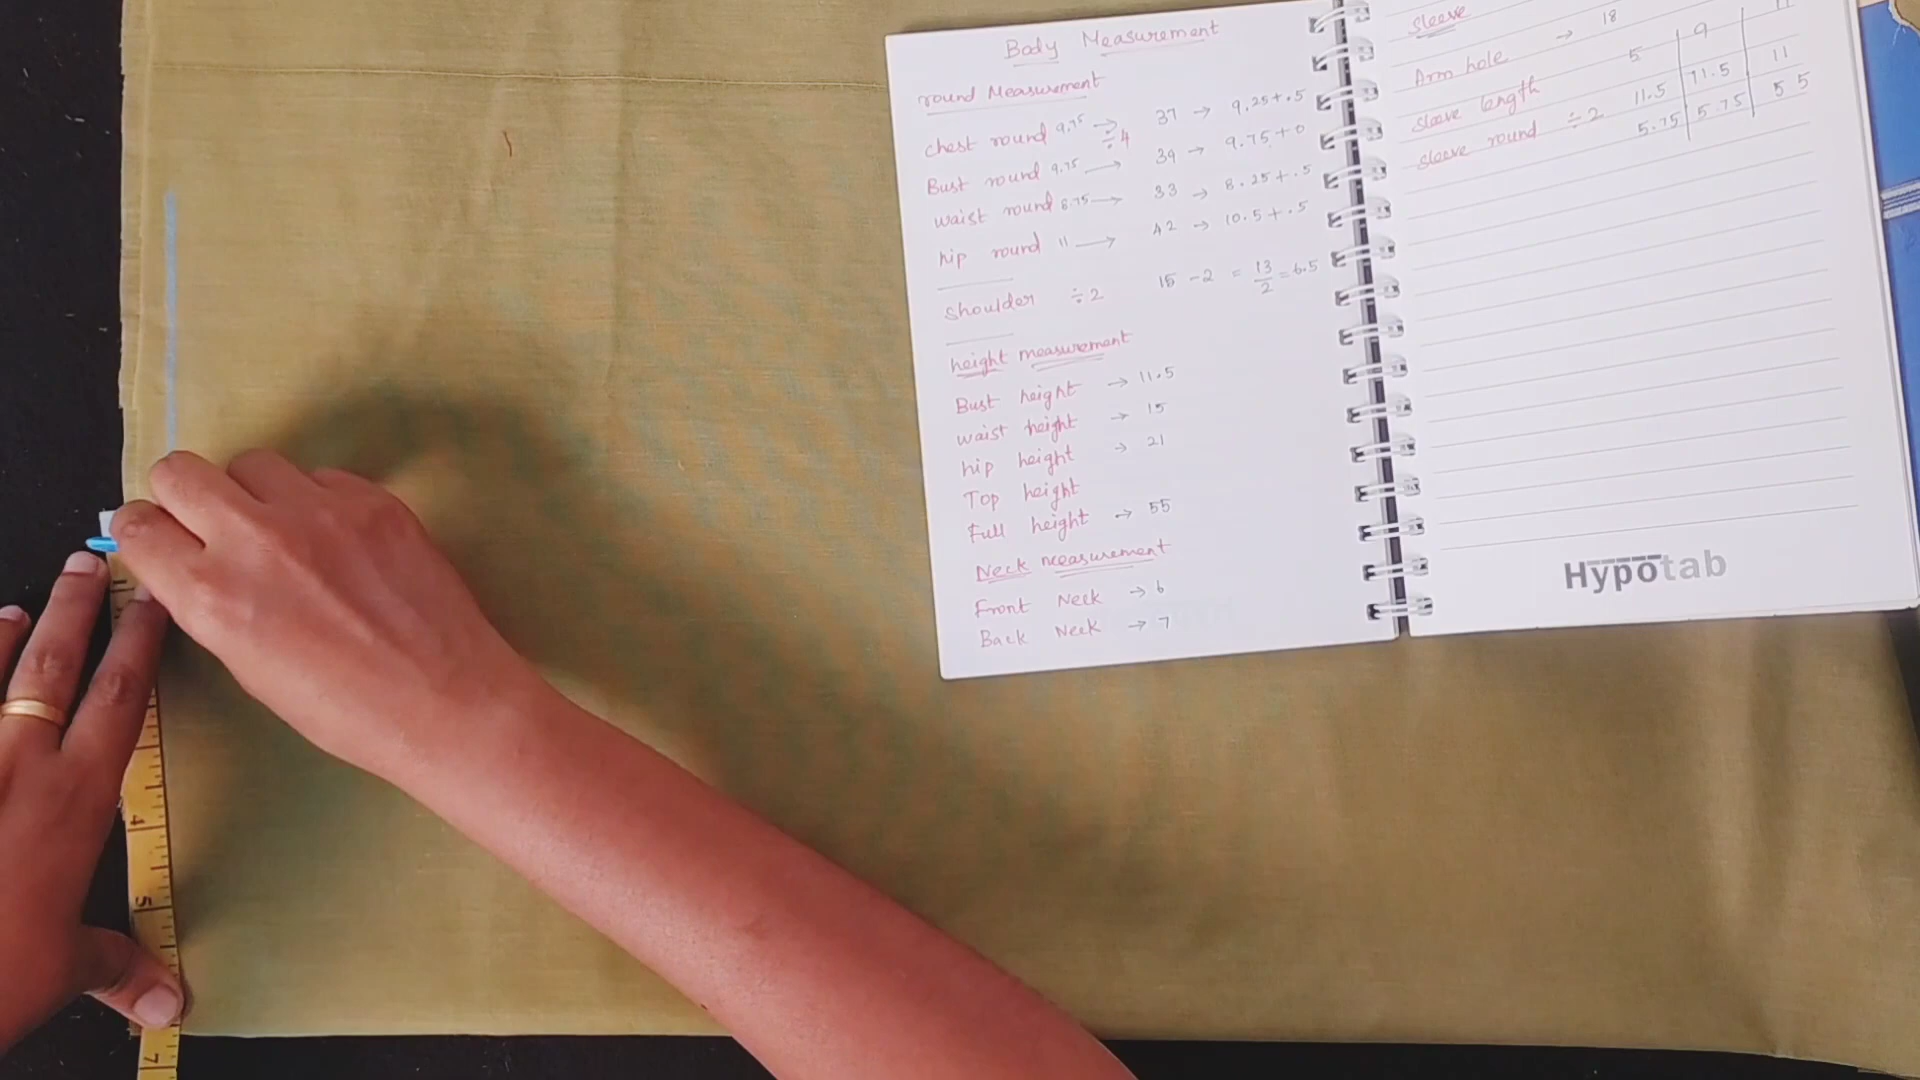 Body Measurement
round Measurement
chest round 9.75 → ÷4 37 → 9.25+.5
Bust round 9.75 → 39 → 9.75+0
waist round 8.75 → 33 → 8.25+.5
hip round 11 → 42 → 10.5+.5
shoulder ÷2 15 -2 = 13/2 = 6.5
height measurement
Bust height → 11.5
waist height → 15
hip height → 21
Top height
Full height → 55
Neck measurement
Front Neck → 6
Back Neck → 7
sleeve
Arm hole → 18
sleeve length 5 9 11
sleeve round ÷2 11.5 11.5 11
5.75 5.75 5 5
Hypotab
4
5
7